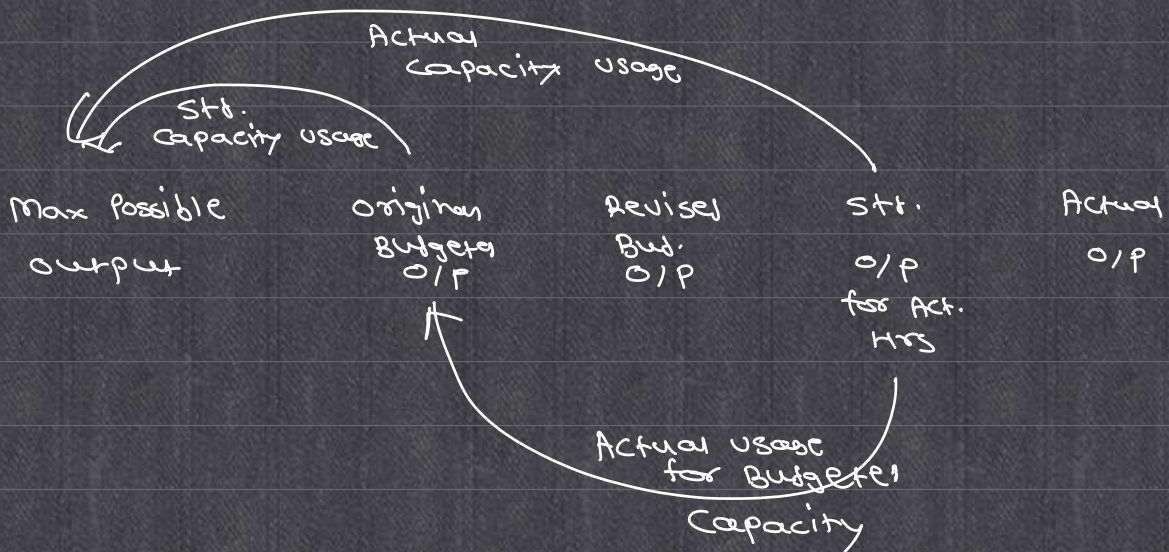 Actual
Capacity usage
Std.
Capacity usage
Max Possible
output
Original
Budgeted
O/P
Revised
Bud.
O/P
Std.
O/P
for Act.
Hrs
Actual
O/P
Actual usage
for Budgeted
Capacity